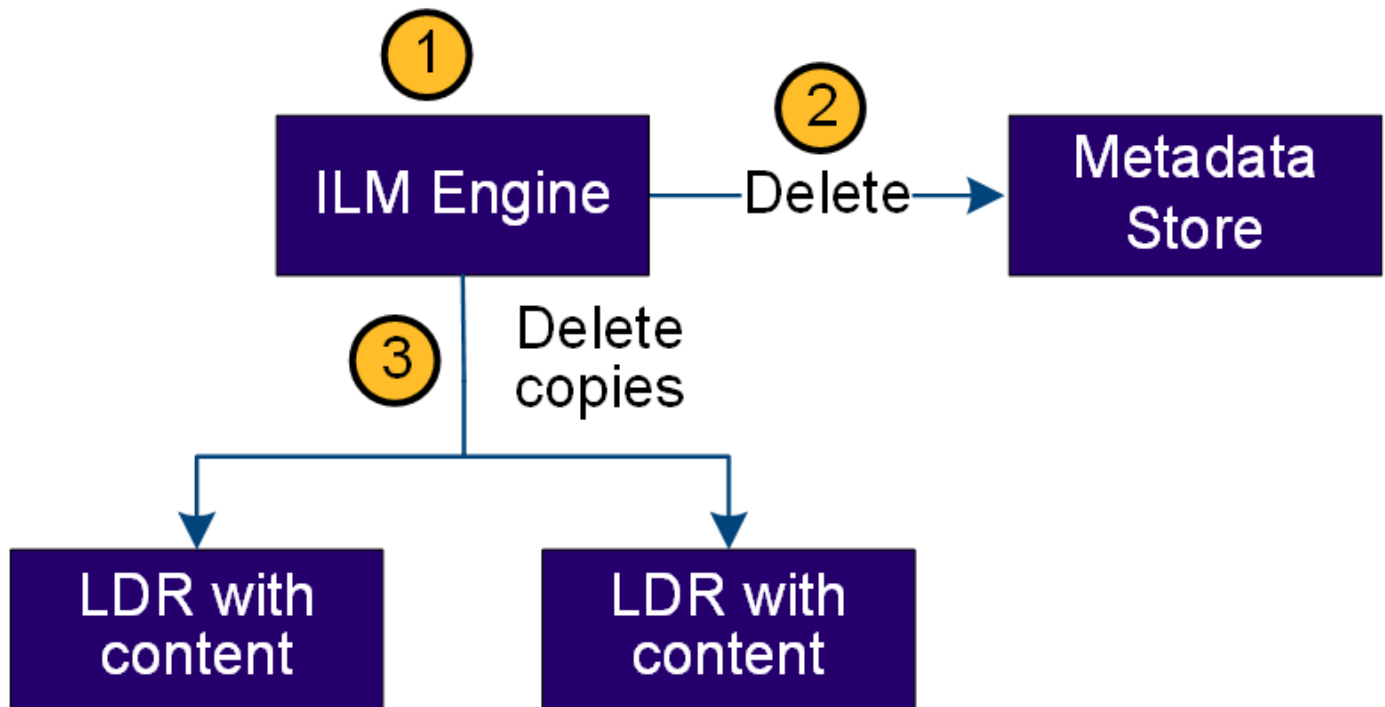 1
ILM Engine
2
Delete
Metadata
Store
3
Delete
copies
LDR with
content
LDR with
content